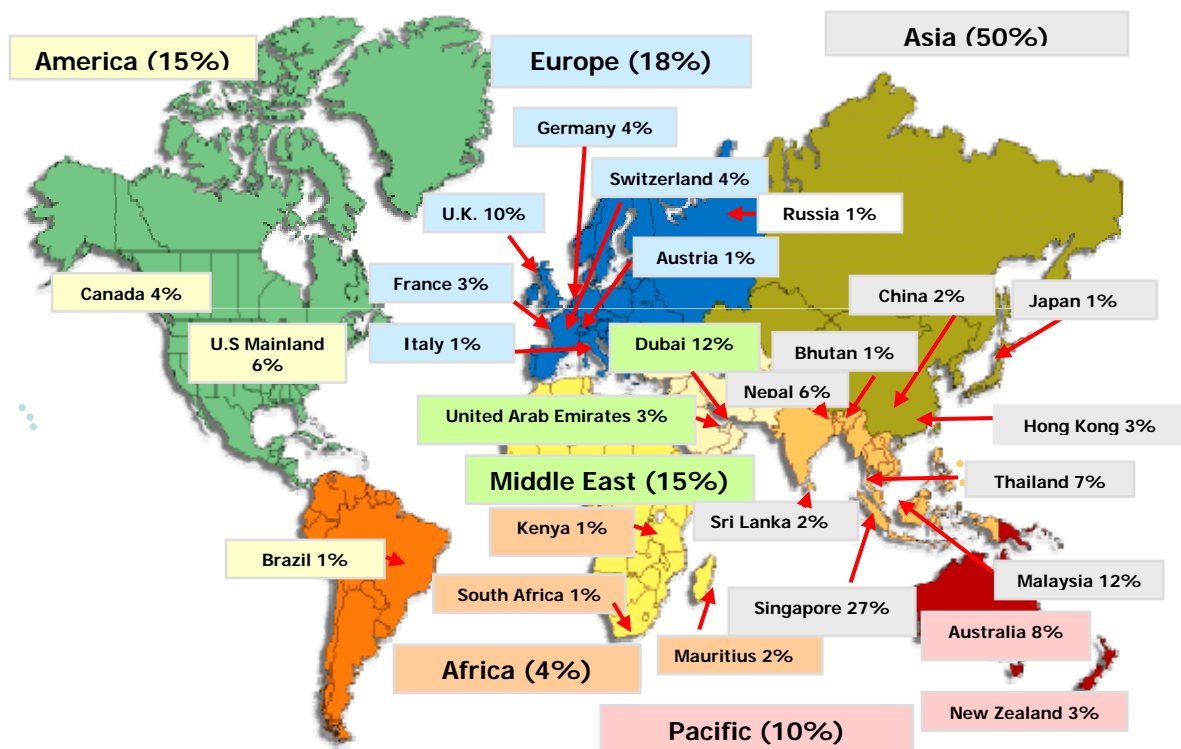 America (15%)
Europe (18%)
Asia (50%)
Germany 4%
Switzerland 4%
U.K. 10%
Russia 1%
Austria 1%
France 3%
Canada 4%
China 2%
Japan 1%
U.S Mainland
6%
Italy 1%
Dubai 12%
Bhutan 1%
Nepal 6%
United Arab Emirates 3%
Hong Kong 3%
Middle East (15%)
Thailand 7%
Sri Lanka 2%
Kenya 1%
Brazil 1%
Malaysia 12%
South Africa 1%
Singapore 27%
Australia 8%
Mauritius 2%
Africa (4%)
New Zealand 3%
Pacific (10%)